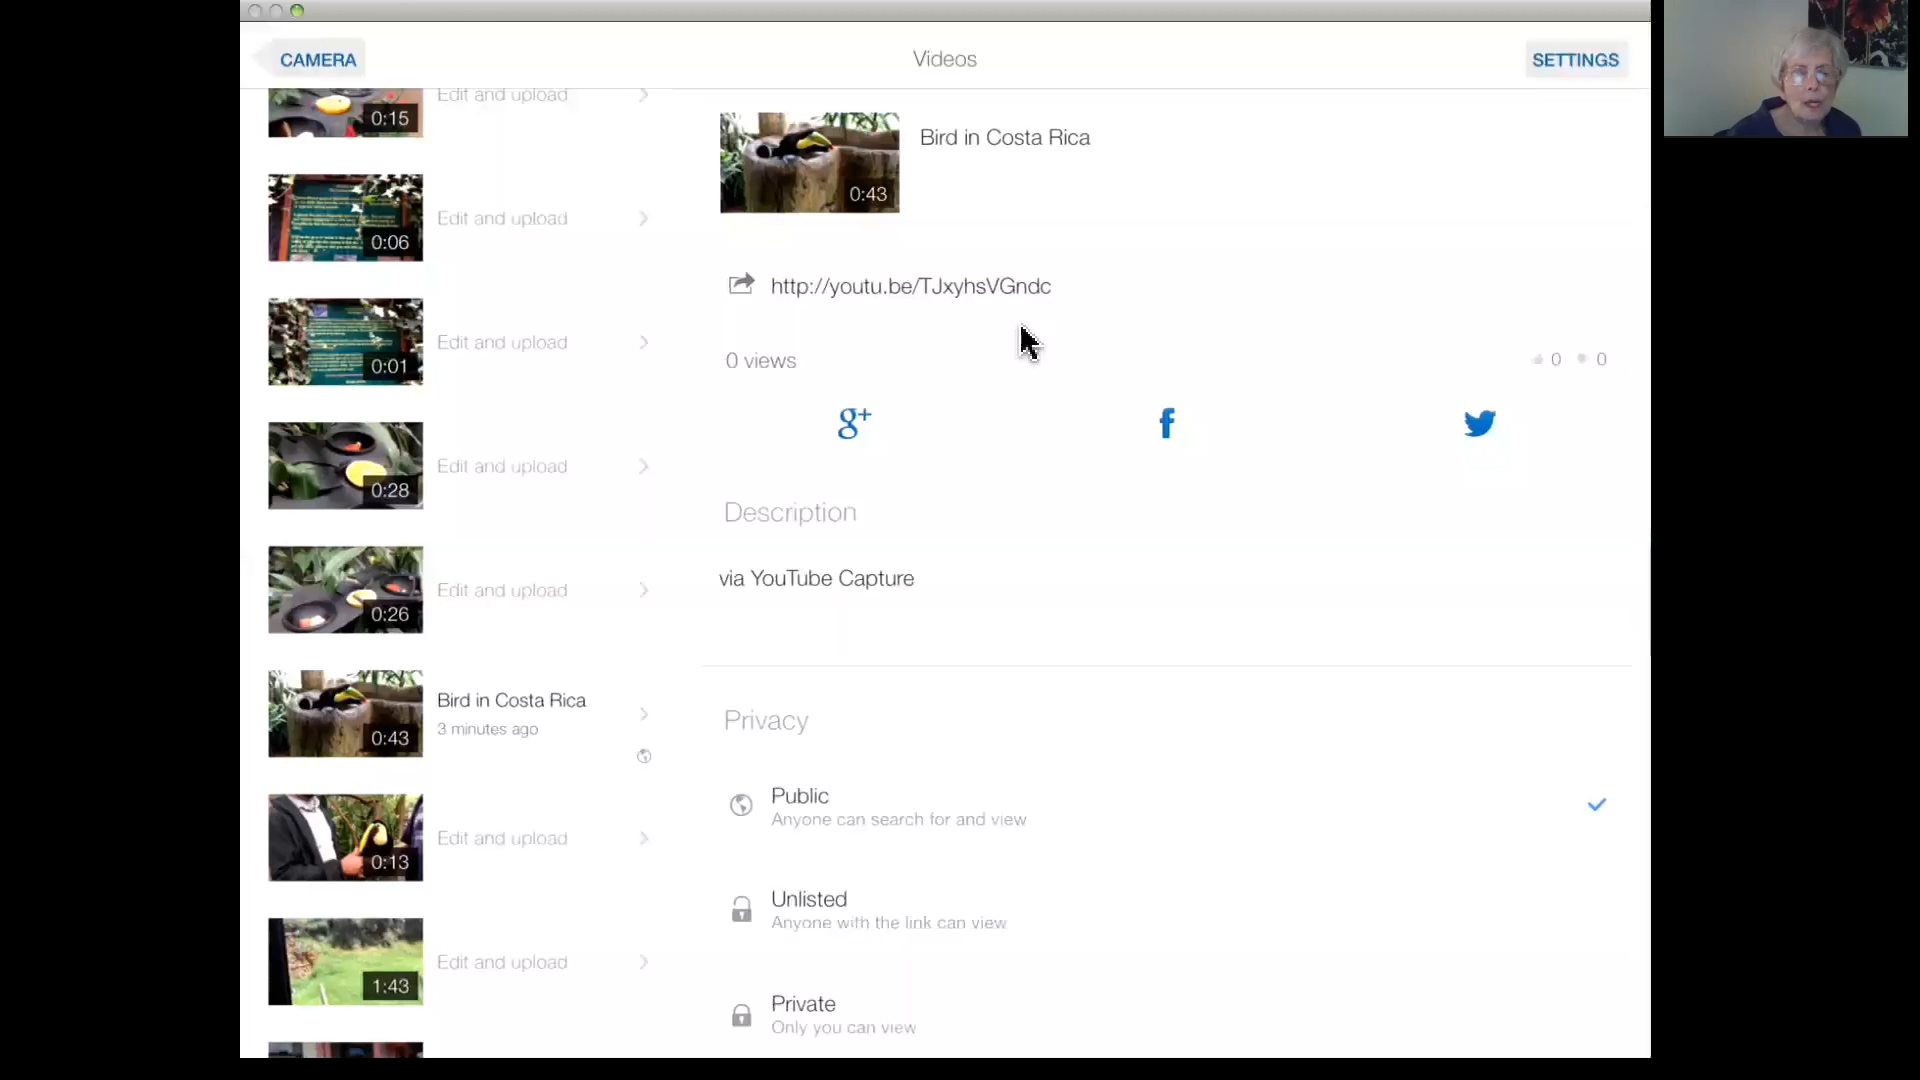 CAMERA
Videos
SETTINGS
0:15
Edit and upload
0:06
Edit and upload
0:01
Edit and upload
0:28
Edit and upload
0:26
Edit and upload
0:43
Bird in Costa Rica
3 minutes ago
0:13
Edit and upload
1:43
Edit and upload
0:43
Bird in Costa Rica
http://youtu.be/TJxyhsVGndc
0 views
0
0
g+
f
Description
via YouTube Capture
Privacy
Public
Anyone can search for and view
Unlisted
Anyone with the link can view
Private
Only you can view